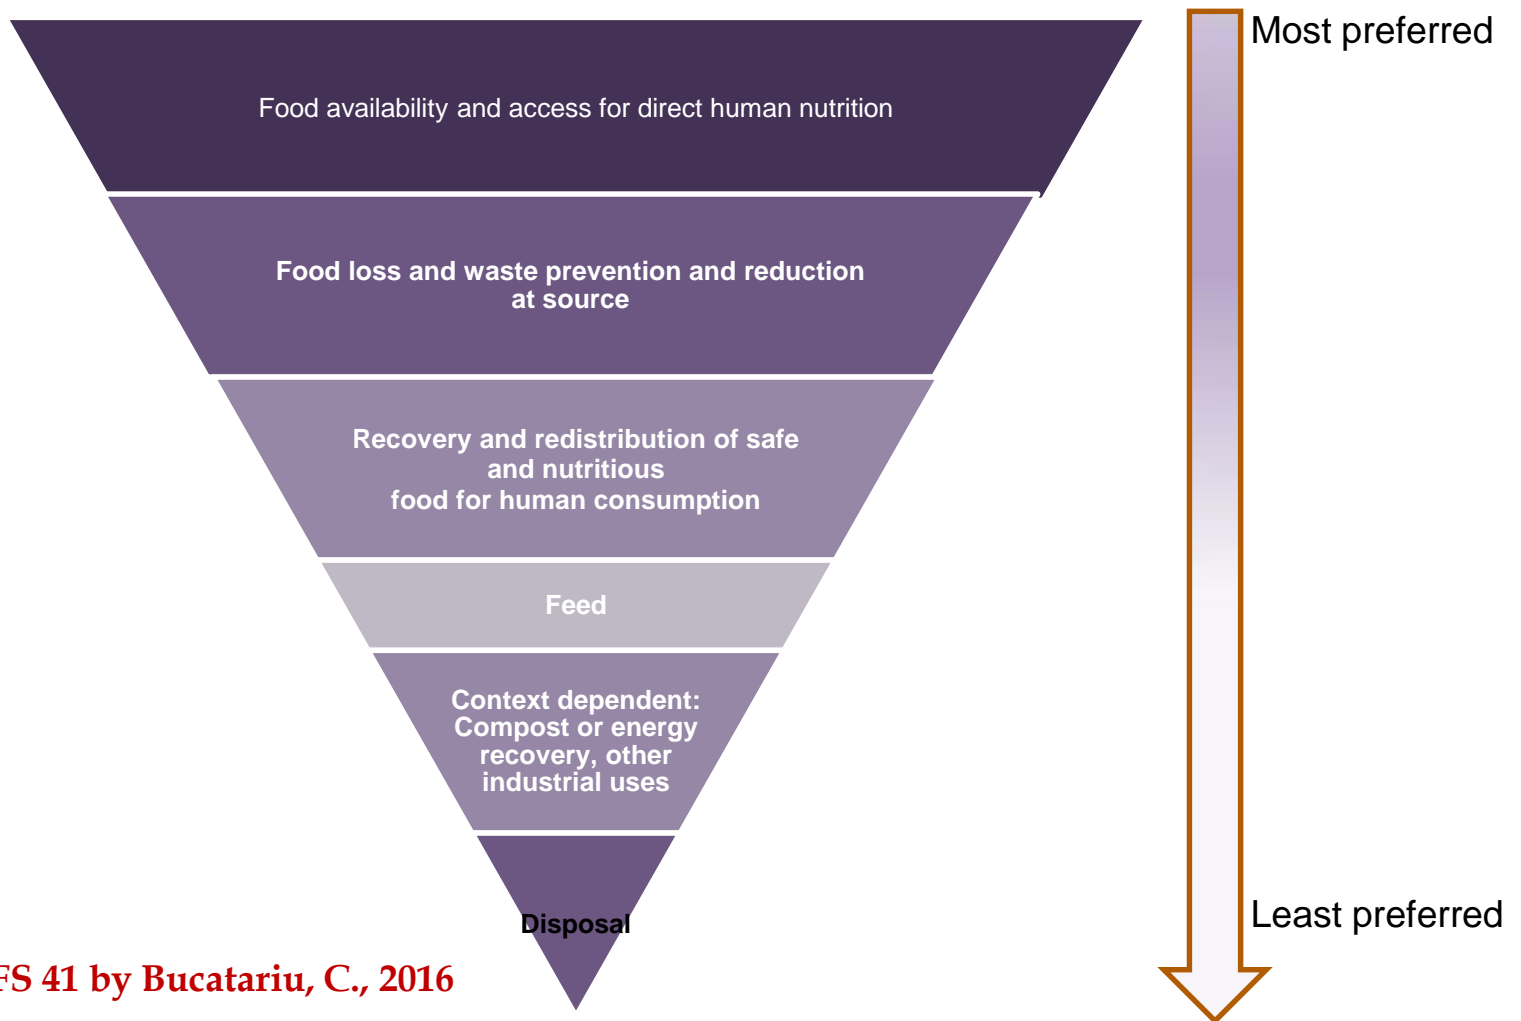 Most preferred
Food availability and access for direct human nutrition
Food loss and waste prevention and reduction
at source
Recovery and redistribution of safe
and nutritious
food for human consumption
Feed
Context dependent:
Compost or energy
recovery, other
industrial uses
Least preferred
Disposal
FS 41 by Bucatariu, C., 2016